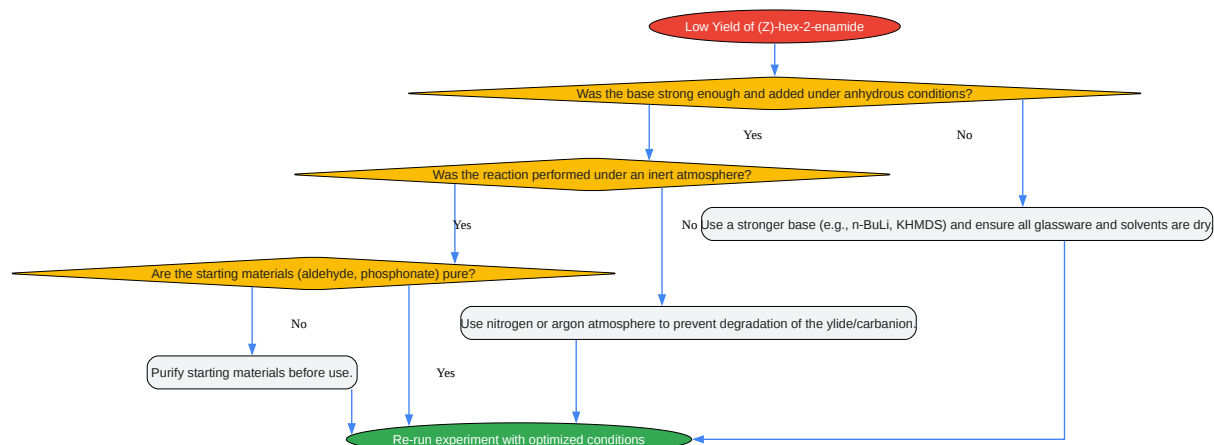 Low Yield of (Z)-hex-2-enamide
Was the base strong enough and added under anhydrous conditions?
Yes
No
Was the reaction performed under an inert atmosphere?
Yes
No
Use a stronger base (e.g., n-BuLi, KHMDS) and ensure all glassware and solvents are dry.
Are the starting materials (aldehyde, phosphonate) pure?
No
Use nitrogen or argon atmosphere to prevent degradation of the ylide/carbanion.
Purify starting materials before use.
Yes
Re-run experiment with optimized conditions